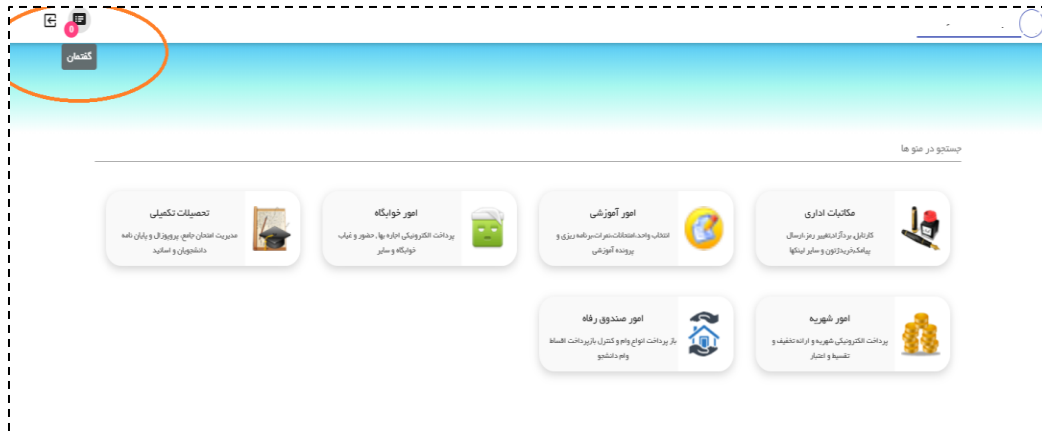 0
گفتمان
جستجو در منو ها
مکاتبات اداری
کارتابل، بردآزاد،تغییر رمز،ارسال
پیامک،خریدژتون و سایر لینکها
امور آموزشی
انتخاب واحد،امتحانات،نمرات،برنامه ریزی و
پرونده آموزشی
امور خوابگاه
پرداخت الکترونیکی اجاره بها، حضور و غیاب
خوابگاه و سایر
تحصیلات تکمیلی
مدیریت امتحان جامع، پروپوزال و پایان نامه
دانشجویان و اساتید
امور شهریه
پرداخت الکترونیکی شهریه و ارائه تخفیف و
تقسیط و اعتبار
امور صندوق رفاه
باز پرداخت انواع وام و کنترل بازپرداخت اقساط
وام دانشجو